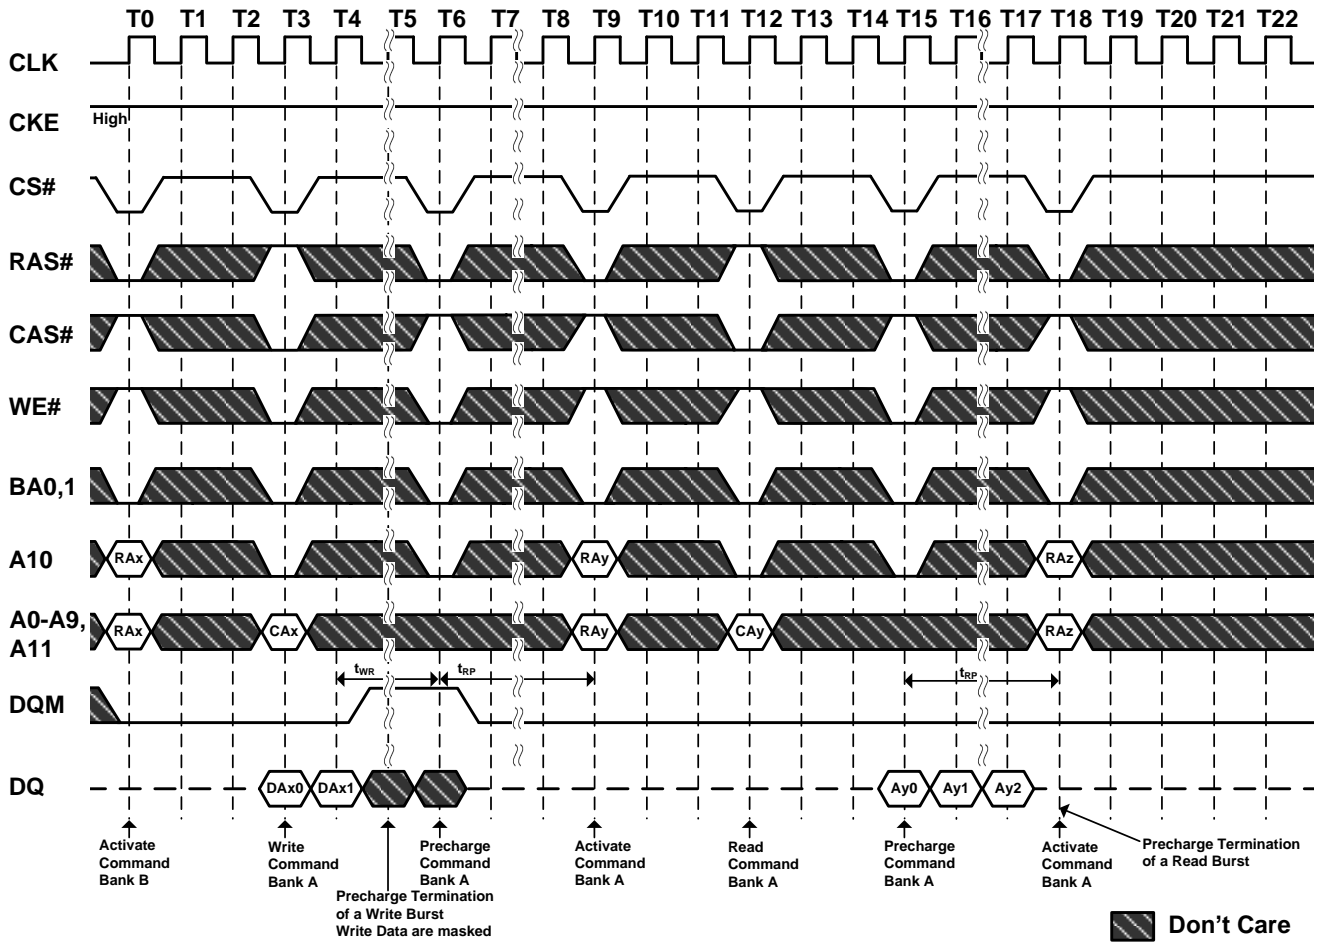 T0 T1 T2 T3 T4 T5 T6 T7 T8 T9 T10 T11 T12 T13 T14 T15 T16 T17 T18 T19 T20 T21 T22
CLK
CKE
High
CS#
RAS#
CAS#
WE#
BA0,1
A10
RAx RAy RAz
A0-A9,
A11
RAx CAx RAy CAy RAz
tWR tRP tRP
DQM
DQ
DAx0 DAx1 Ay0 Ay1 Ay2
Activate
Command
Bank B
Write
Command
Bank A
Precharge Termination
of a Write Burst
Write Data are masked
Precharge
Command
Bank A
Activate
Command
Bank A
Read
Command
Bank A
Precharge
Command
Bank A
Activate
Command
Bank A
Precharge Termination
of a Read Burst
Don't Care